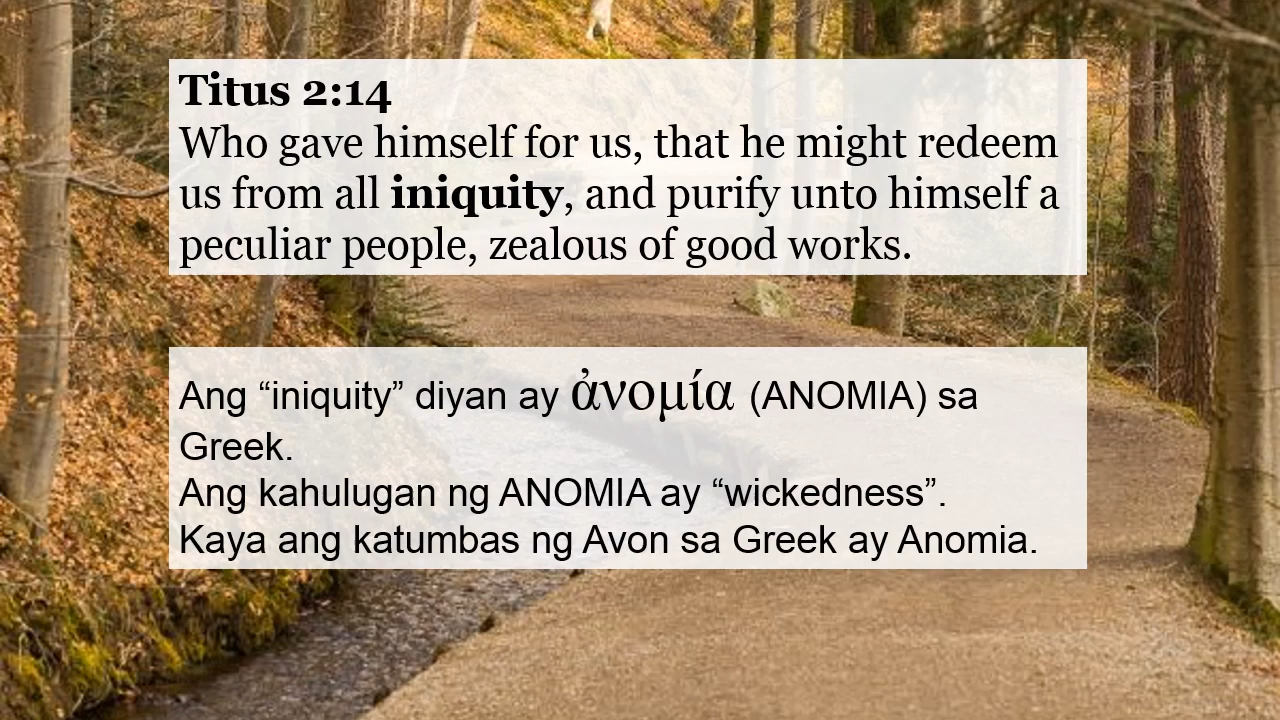 Titus 2:14
Who gave himself for us, that he might redeem
us from all iniquity, and purify unto himself a
peculiar people, zealous of good works.
Ang “iniquity” diyan ay ἀνομία (ANOMIA) sa
Greek.
Ang kahulugan ng ANOMIA ay “wickedness”.
Kaya ang katumbas ng Avon sa Greek ay Anomia.